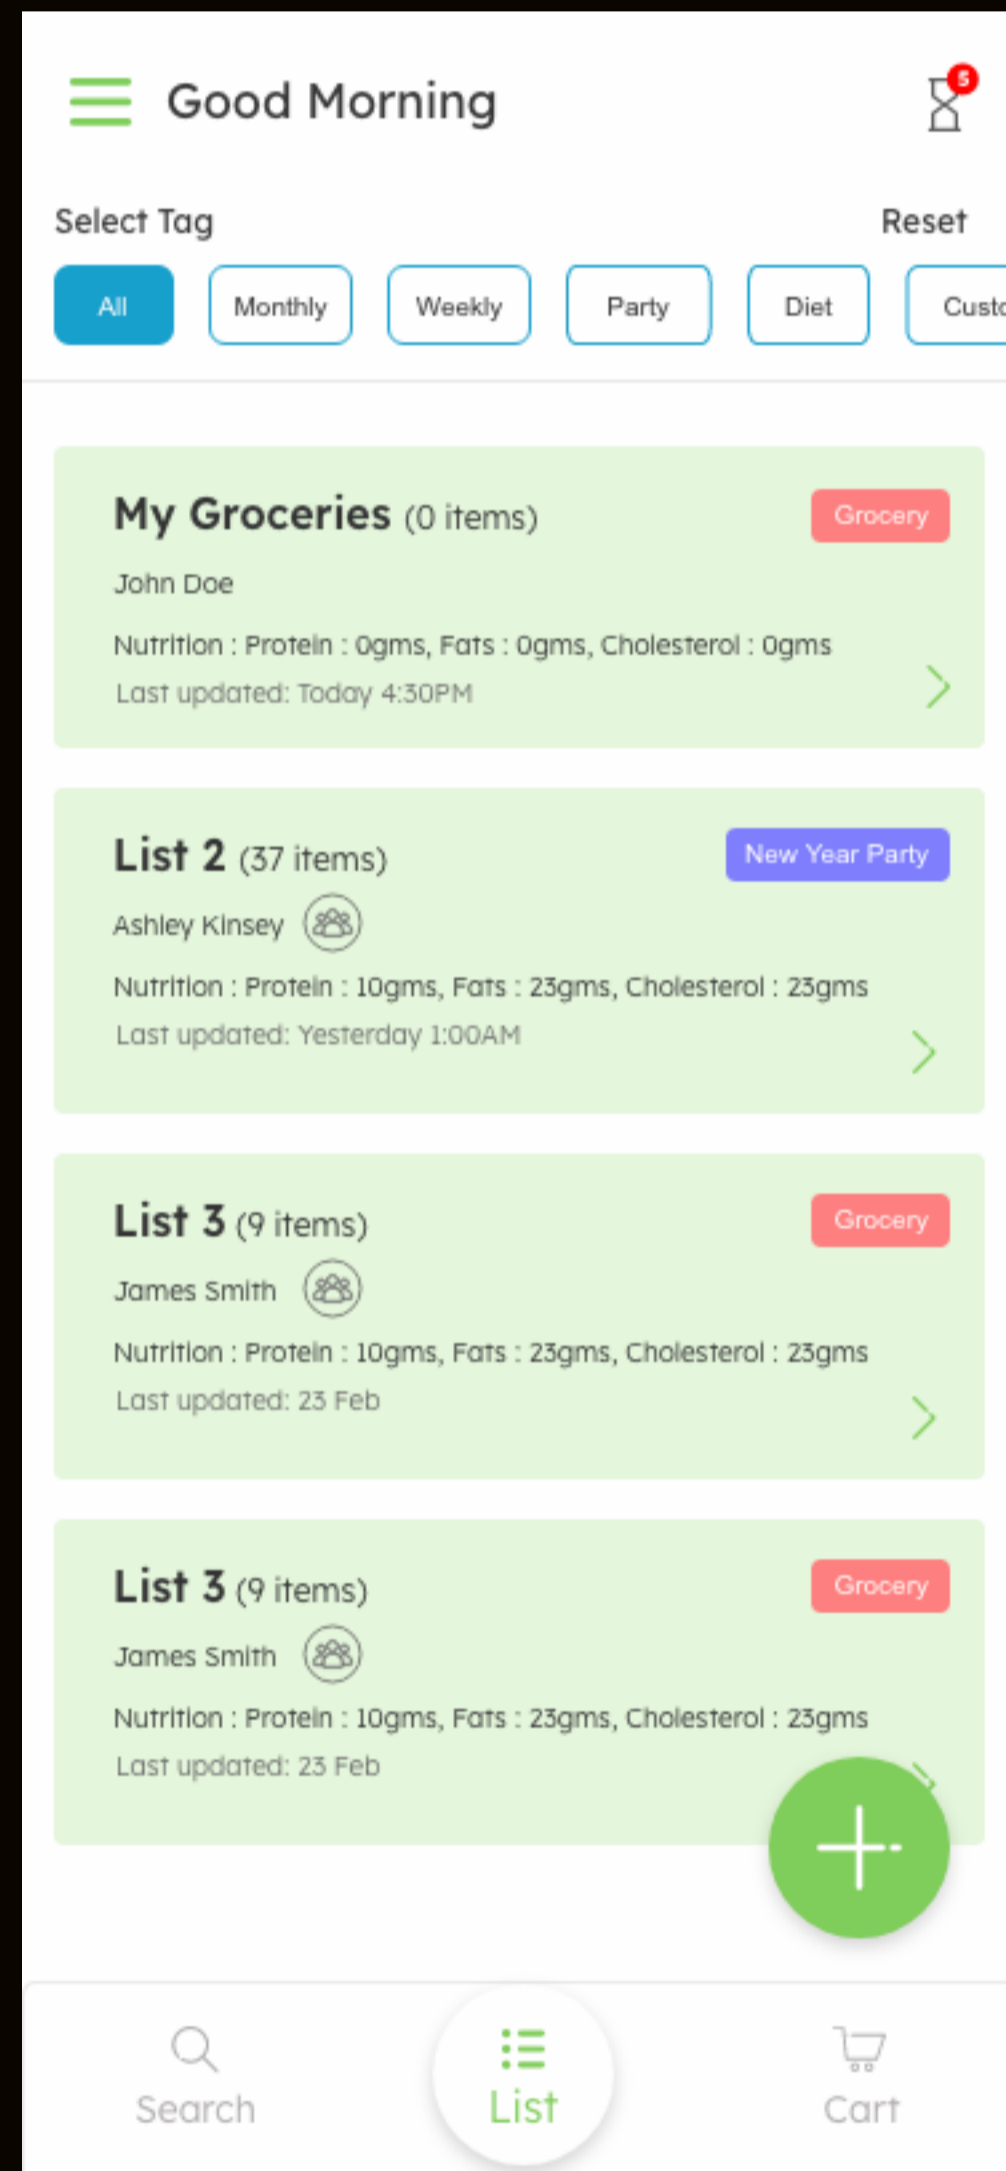 Good Morning
5
Select Tag Reset
All Monthly Weekly Party Diet Custo
My Groceries (0 items) Grocery
John Doe
Nutrition : Protein : 0gms, Fats : 0gms, Cholesterol : 0gms
Last updated: Today 4:30PM
List 2 (37 items) New Year Party
Ashley Kinsey
Nutrition : Protein : 10gms, Fats : 23gms, Cholesterol : 23gms
Last updated: Yesterday 1:00AM
List 3 (9 items) Grocery
James Smith
Nutrition : Protein : 10gms, Fats : 23gms, Cholesterol : 23gms
Last updated: 23 Feb
List 3 (9 items) Grocery
James Smith
Nutrition : Protein : 10gms, Fats : 23gms, Cholesterol : 23gms
Last updated: 23 Feb
Search List Cart